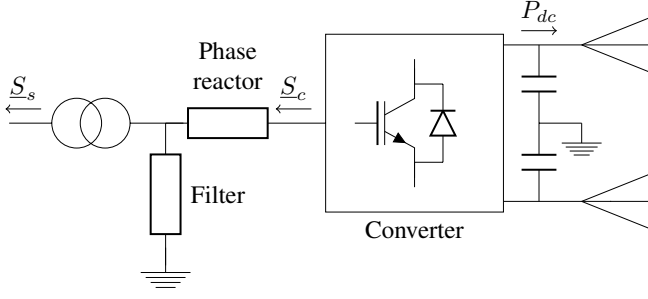 P_dc
Phase
reactor
S_s
S_c
Filter
Converter